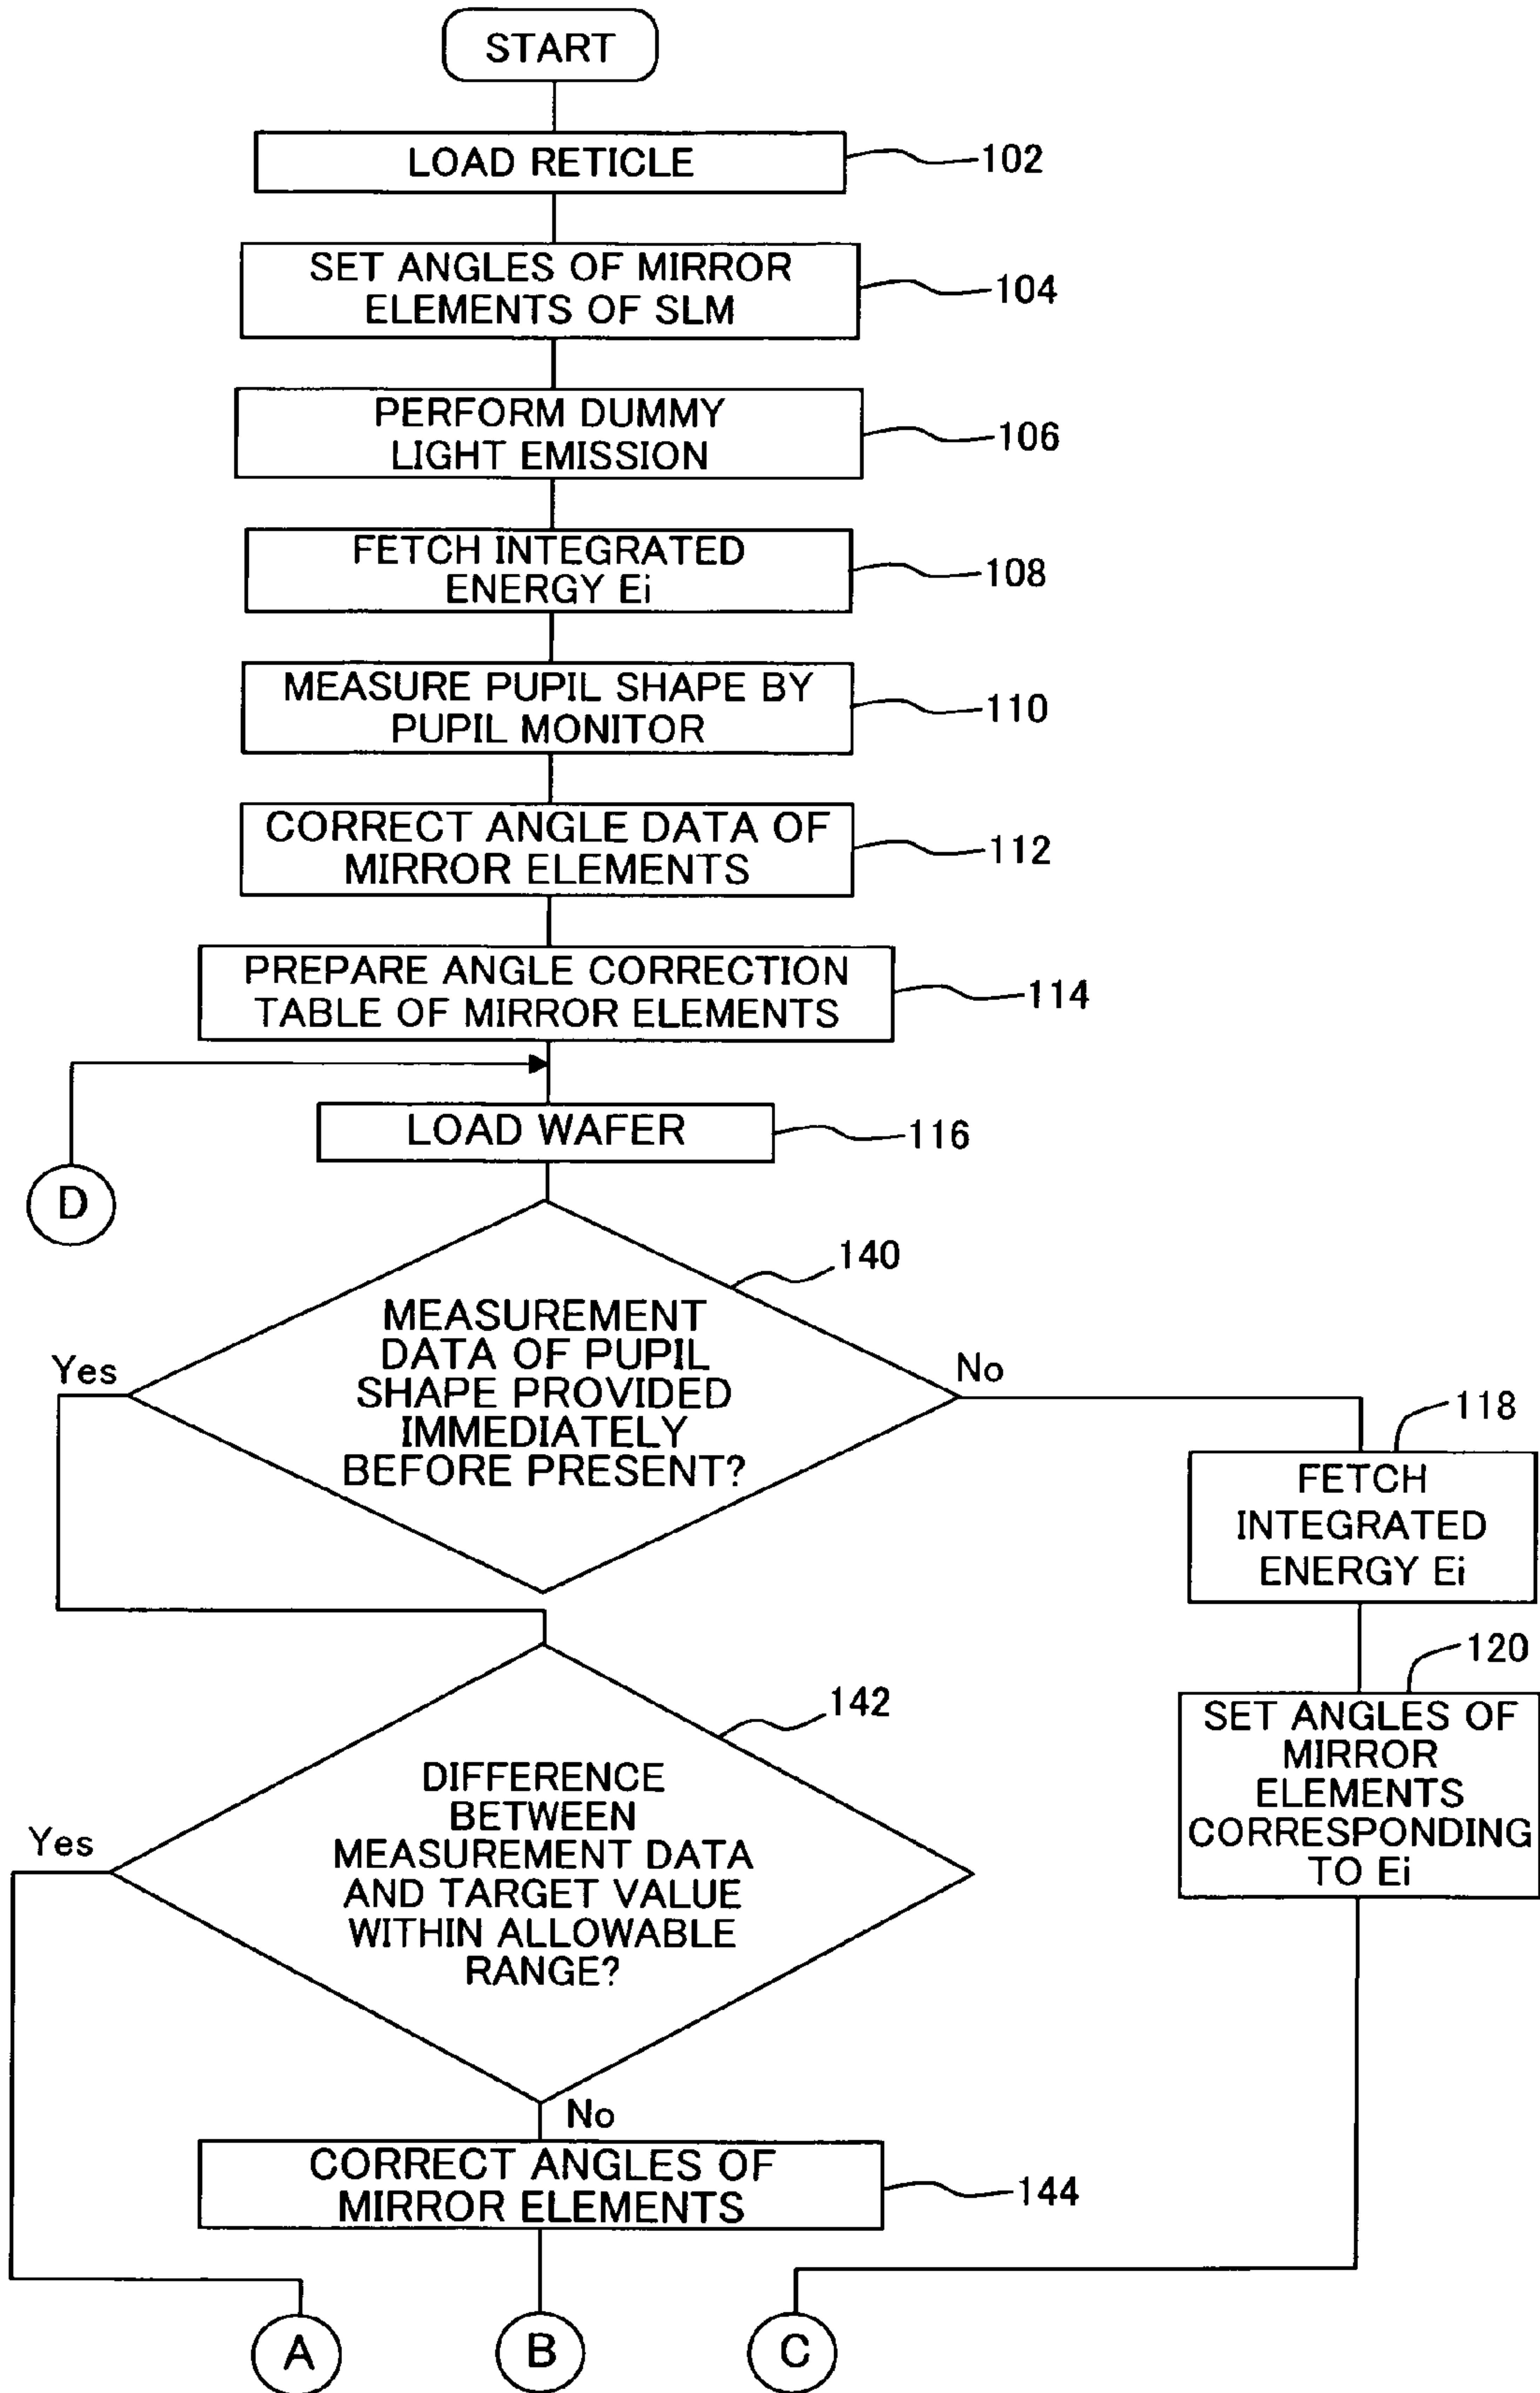 START
LOAD RETICLE
102
SET ANGLES OF MIRROR
ELEMENTS OF SLM
104
PERFORM DUMMY
LIGHT EMISSION
106
FETCH INTEGRATED
ENERGY Ei
108
MEASURE PUPIL SHAPE BY
PUPIL MONITOR
110
CORRECT ANGLE DATA OF
MIRROR ELEMENTS
112
PREPARE ANGLE CORRECTION
TABLE OF MIRROR ELEMENTS
114
LOAD WAFER
116
D
140
MEASUREMENT
DATA OF PUPIL
SHAPE PROVIDED
IMMEDIATELY
BEFORE PRESENT?
Yes
No
118
FETCH
INTEGRATED
ENERGY Ei
120
SET ANGLES OF
MIRROR
ELEMENTS
CORRESPONDING
TO Ei
142
DIFFERENCE
BETWEEN
MEASUREMENT DATA
AND TARGET VALUE
WITHIN ALLOWABLE
RANGE?
Yes
No
CORRECT ANGLES OF
MIRROR ELEMENTS
144
A
B
C